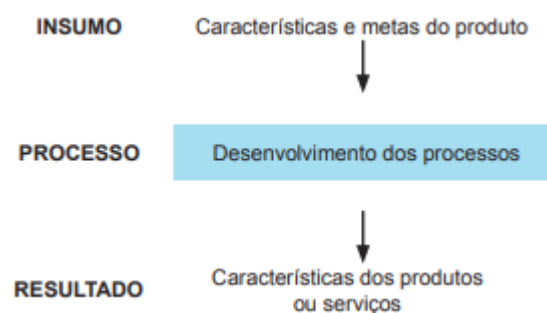 INSUMO Características e metas do produto
PROCESSO Desenvolvimento dos processos
RESULTADO Características dos produtos
ou serviços